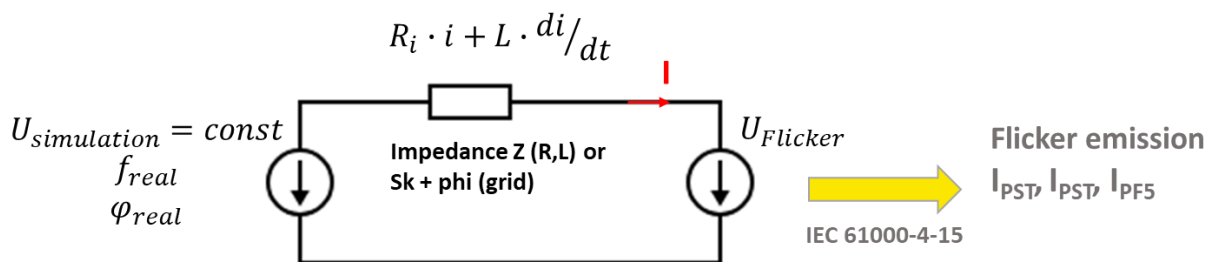 R_i · i + L · di/dt
I
U_simulation = const
f_real
φ_real
Impedance Z (R,L) or
Sk + phi (grid)
U_Flicker
IEC 61000-4-15
Flicker emission
I_PST, I_PST, I_PF5